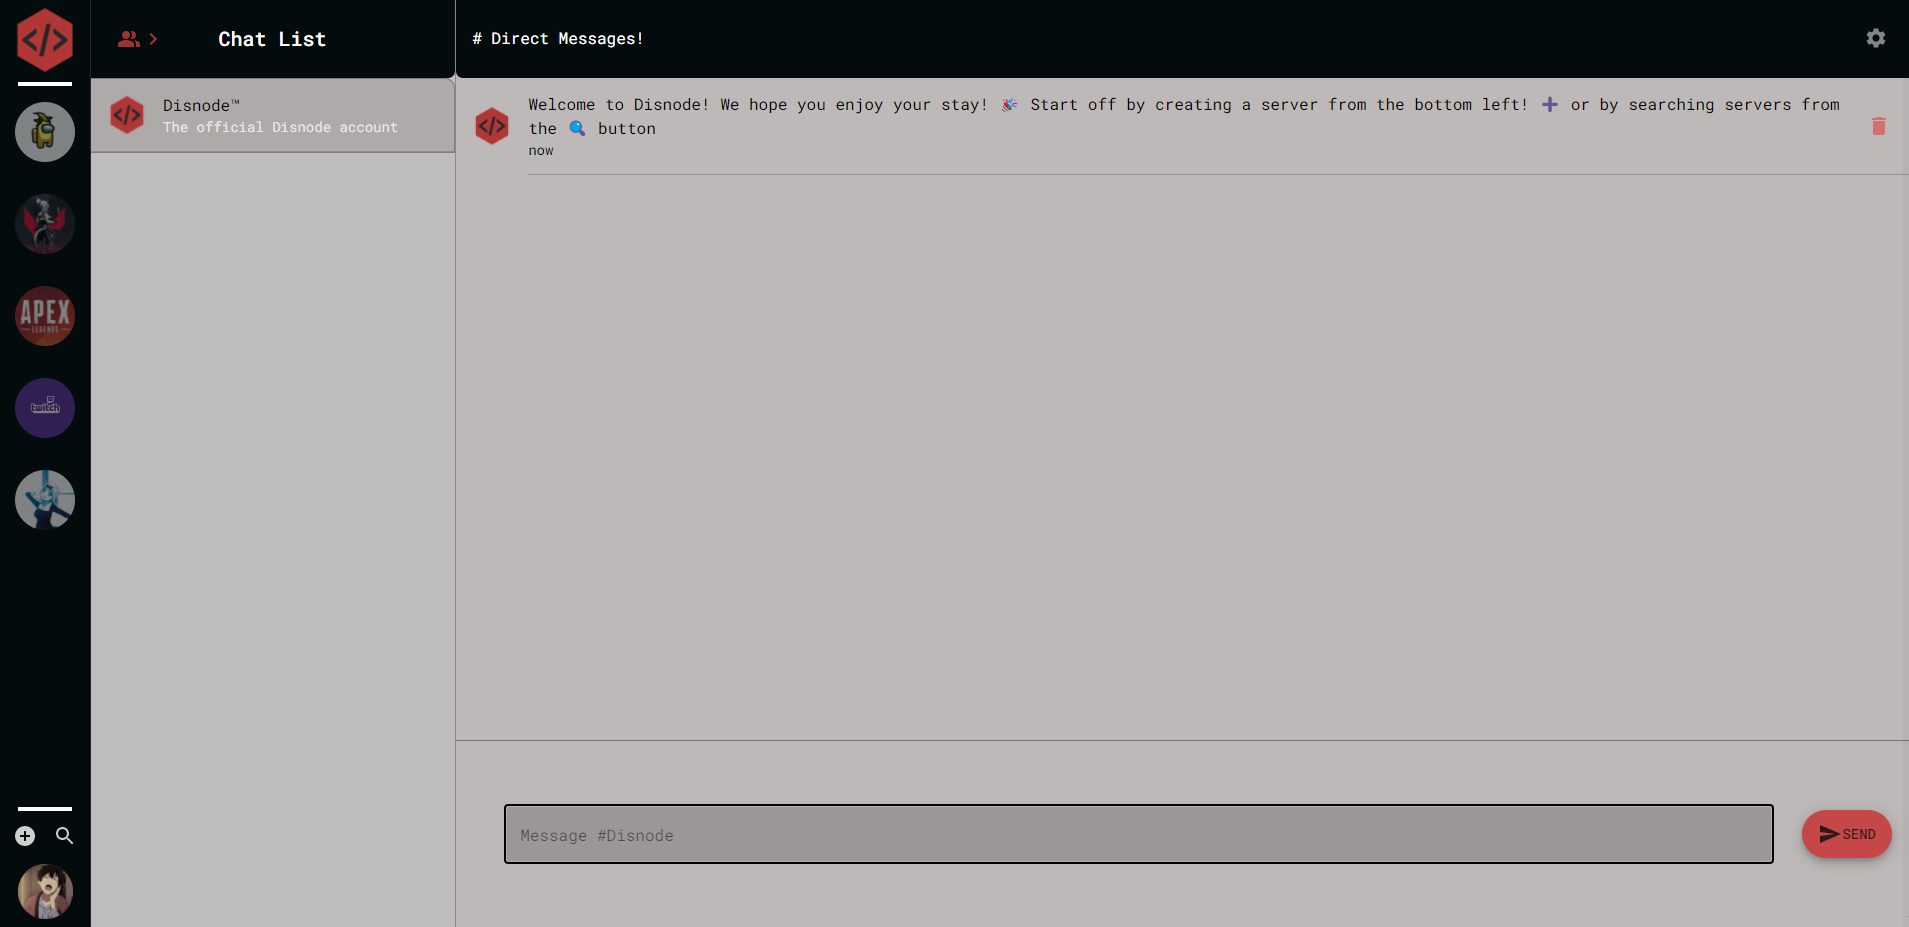 Chat List
# Direct Messages!
Disnode™
The official Disnode account
Welcome to Disnode! We hope you enjoy your stay! 🎉 Start off by creating a server from the bottom left! ➕ or by searching servers from
the 🔍 button
now
APEX
LEGENDS
twitch
Message #Disnode
SEND